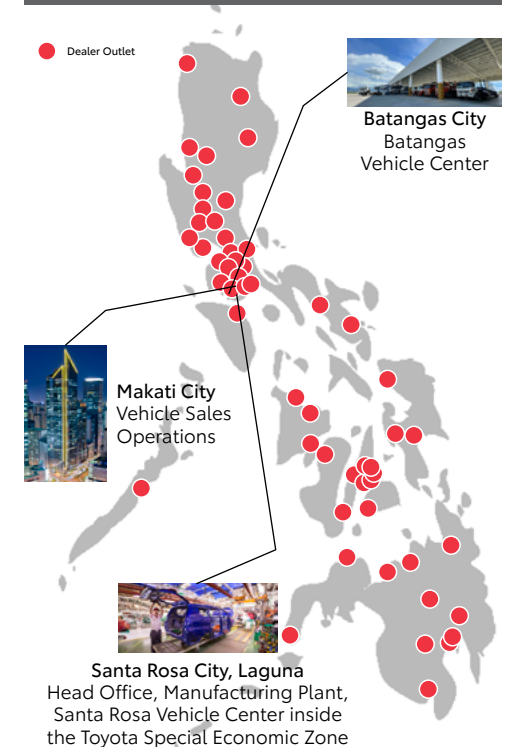 Dealer Outlet
Batangas City
Batangas
Vehicle Center
Makati City
Vehicle Sales
Operations
Santa Rosa City, Laguna
Head Office, Manufacturing Plant,
Santa Rosa Vehicle Center inside
the Toyota Special Economic Zone